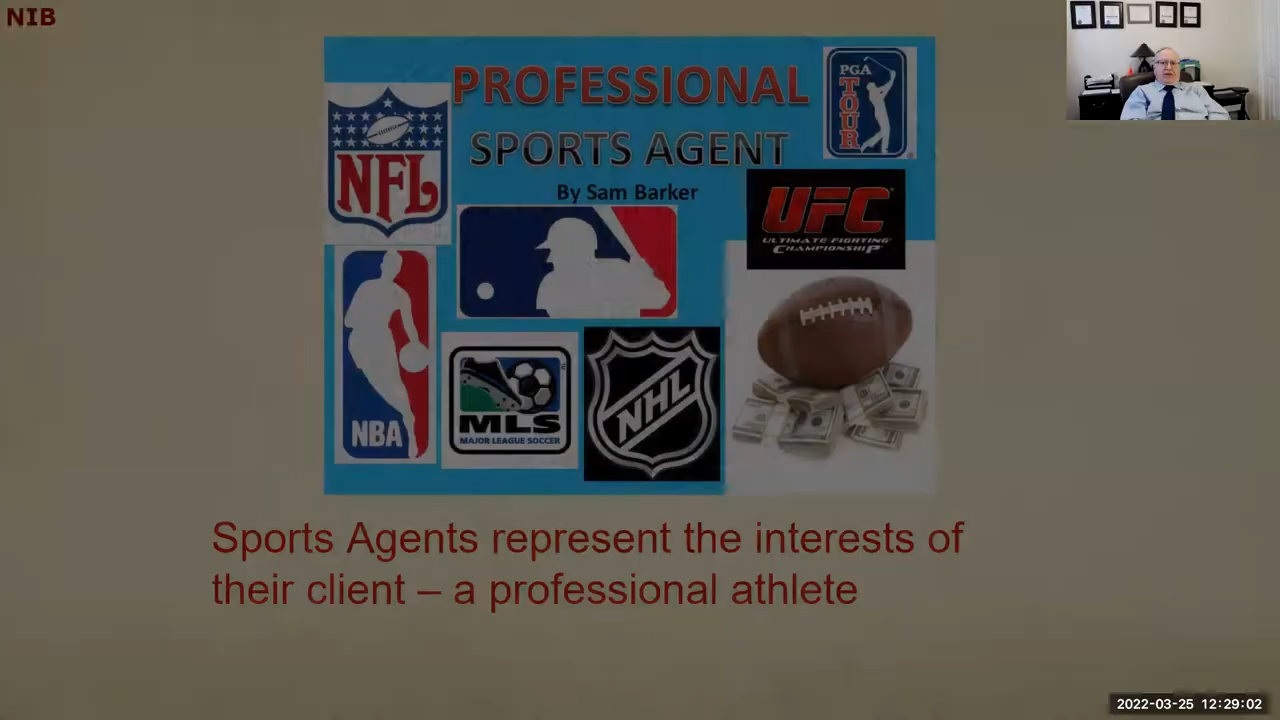 NIB
PROFESSIONAL
SPORTS AGENT
By Sam Barker
NFL
PGA
TOUR
UFC
ULTIMATE FIGHTING
CHAMPIONSHIP
NBA
MLS
MAJOR LEAGUE SOCCER
NHL
Sports Agents represent the interests of
their client – a professional athlete
2022-03-25 12:29:02